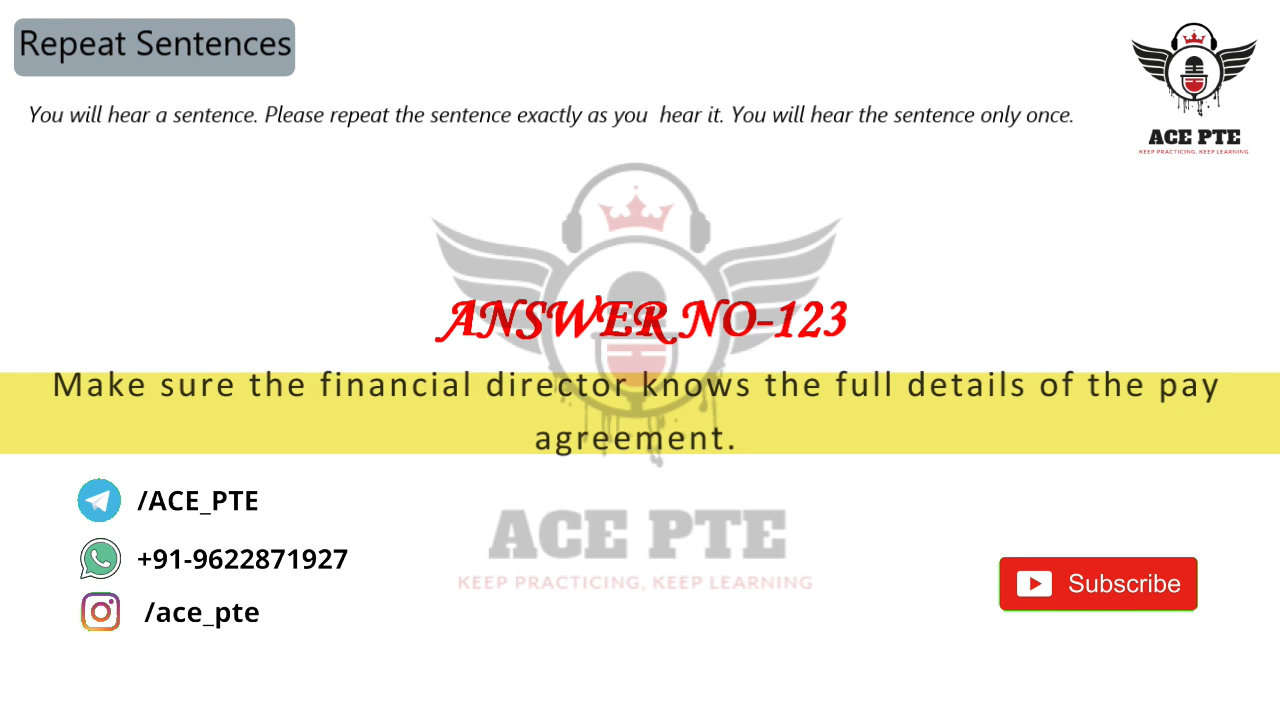 Repeat Sentences
You will hear a sentence. Please repeat the sentence exactly as you hear it. You will hear the sentence only once.
ACE PTE
KEEP PRACTICING, KEEP LEARNING
ANSWER NO-123
Make sure the financial director knows the full details of the pay
agreement.
/ACE_PTE
+91-9622871927
/ace_pte
ACE PTE
KEEP PRACTICING, KEEP LEARNING
Subscribe